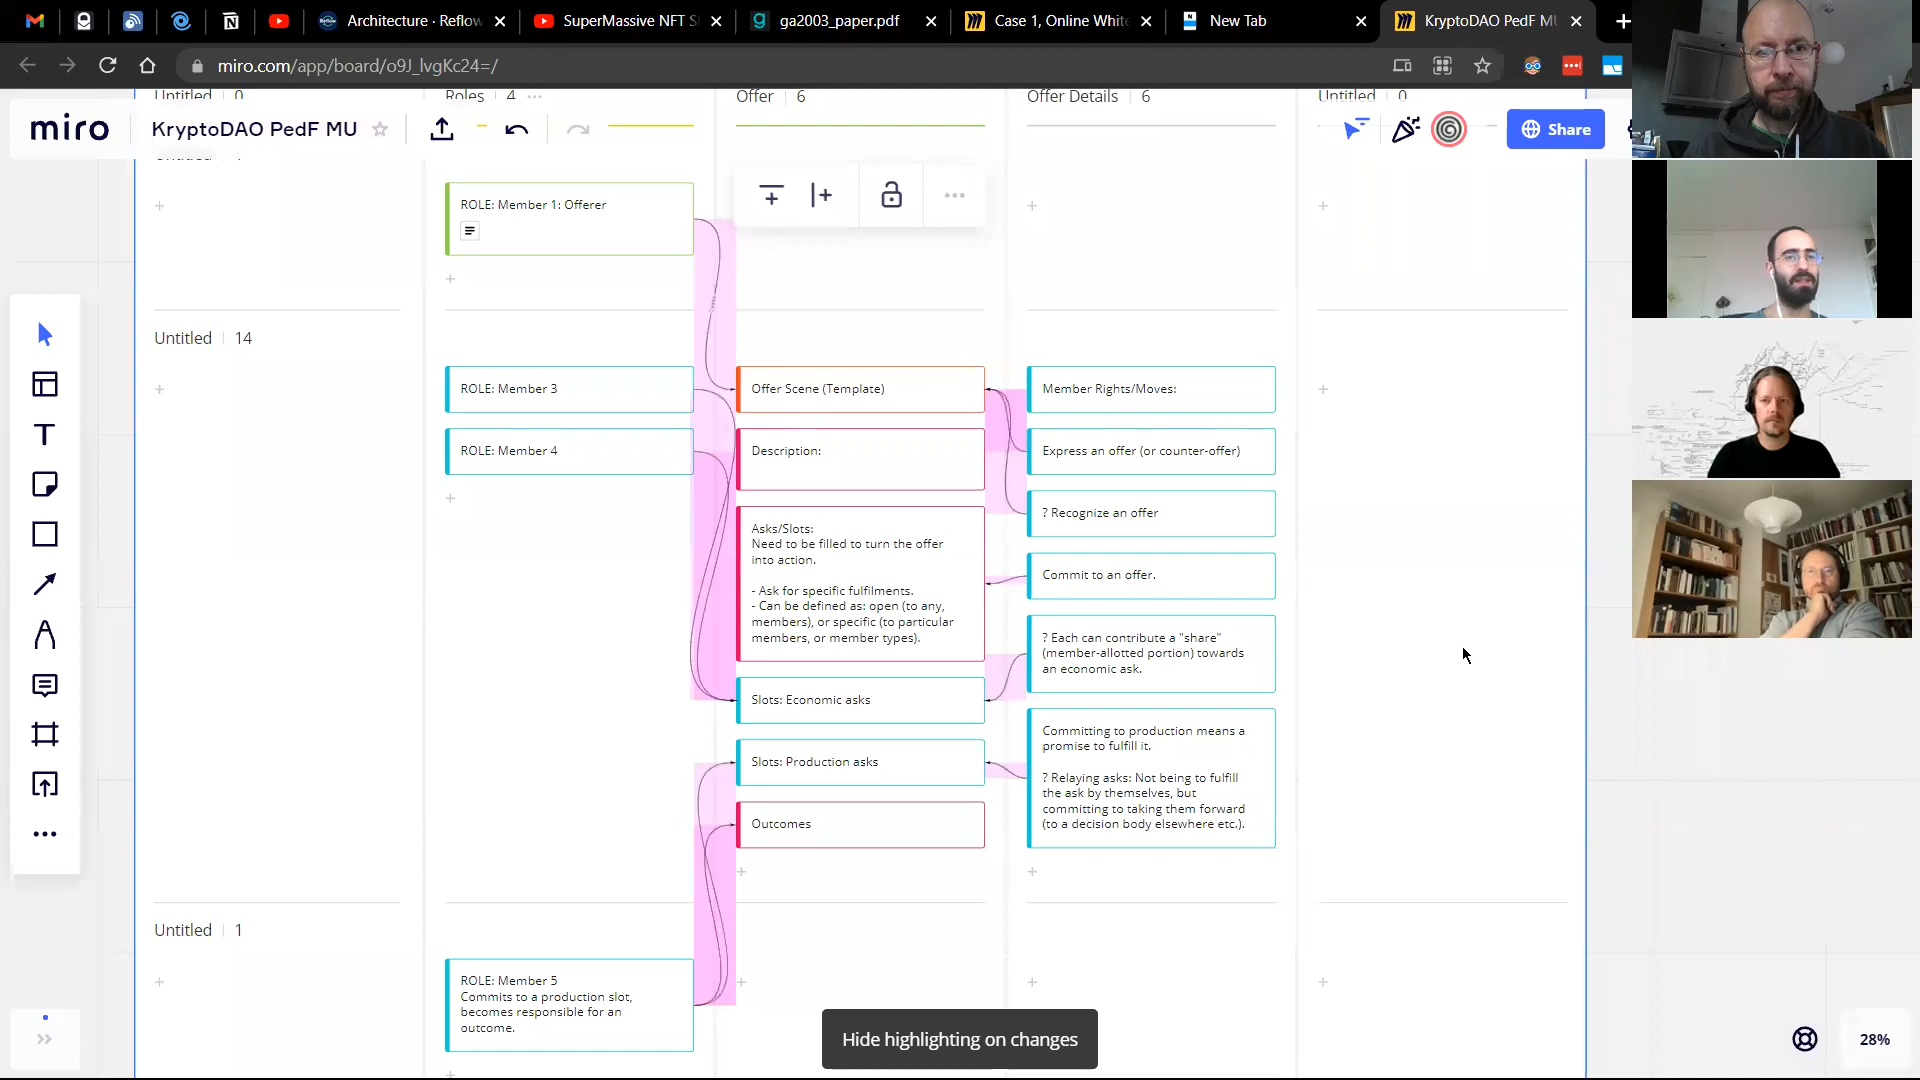 Architecture · Reflow
SuperMassive NFT S
ga2003_paper.pdf
Case 1, Online White
New Tab
KryptoDAO PedF MU
miro.com/app/board/o9J_lvgKc24=/
Untitled 0
Roles 4
Offer 6
Offer Details 6
Untitled 0
miro
KryptoDAO PedF MU
Share
ROLE: Member 1: Offerer
Untitled 14
ROLE: Member 3
ROLE: Member 4
Offer Scene (Template)
Description:
Asks/Slots:
Need to be filled to turn the offer
into action.
- Ask for specific fulfilments.
- Can be defined as: open (to any,
members), or specific (to particular
members, or member types).
Slots: Economic asks
Slots: Production asks
Outcomes
Member Rights/Moves:
Express an offer (or counter-offer)
? Recognize an offer
Commit to an offer.
? Each can contribute a "share"
(member-allotted portion) towards
an economic ask.
Committing to production means a
promise to fulfill it.
? Relaying asks: Not being to fulfill
the ask by themselves, but
committing to taking them forward
(to a decision body elsewhere etc.).
Untitled 1
ROLE: Member 5
Commits to a production slot,
becomes responsible for an
outcome.
Hide highlighting on changes
28%